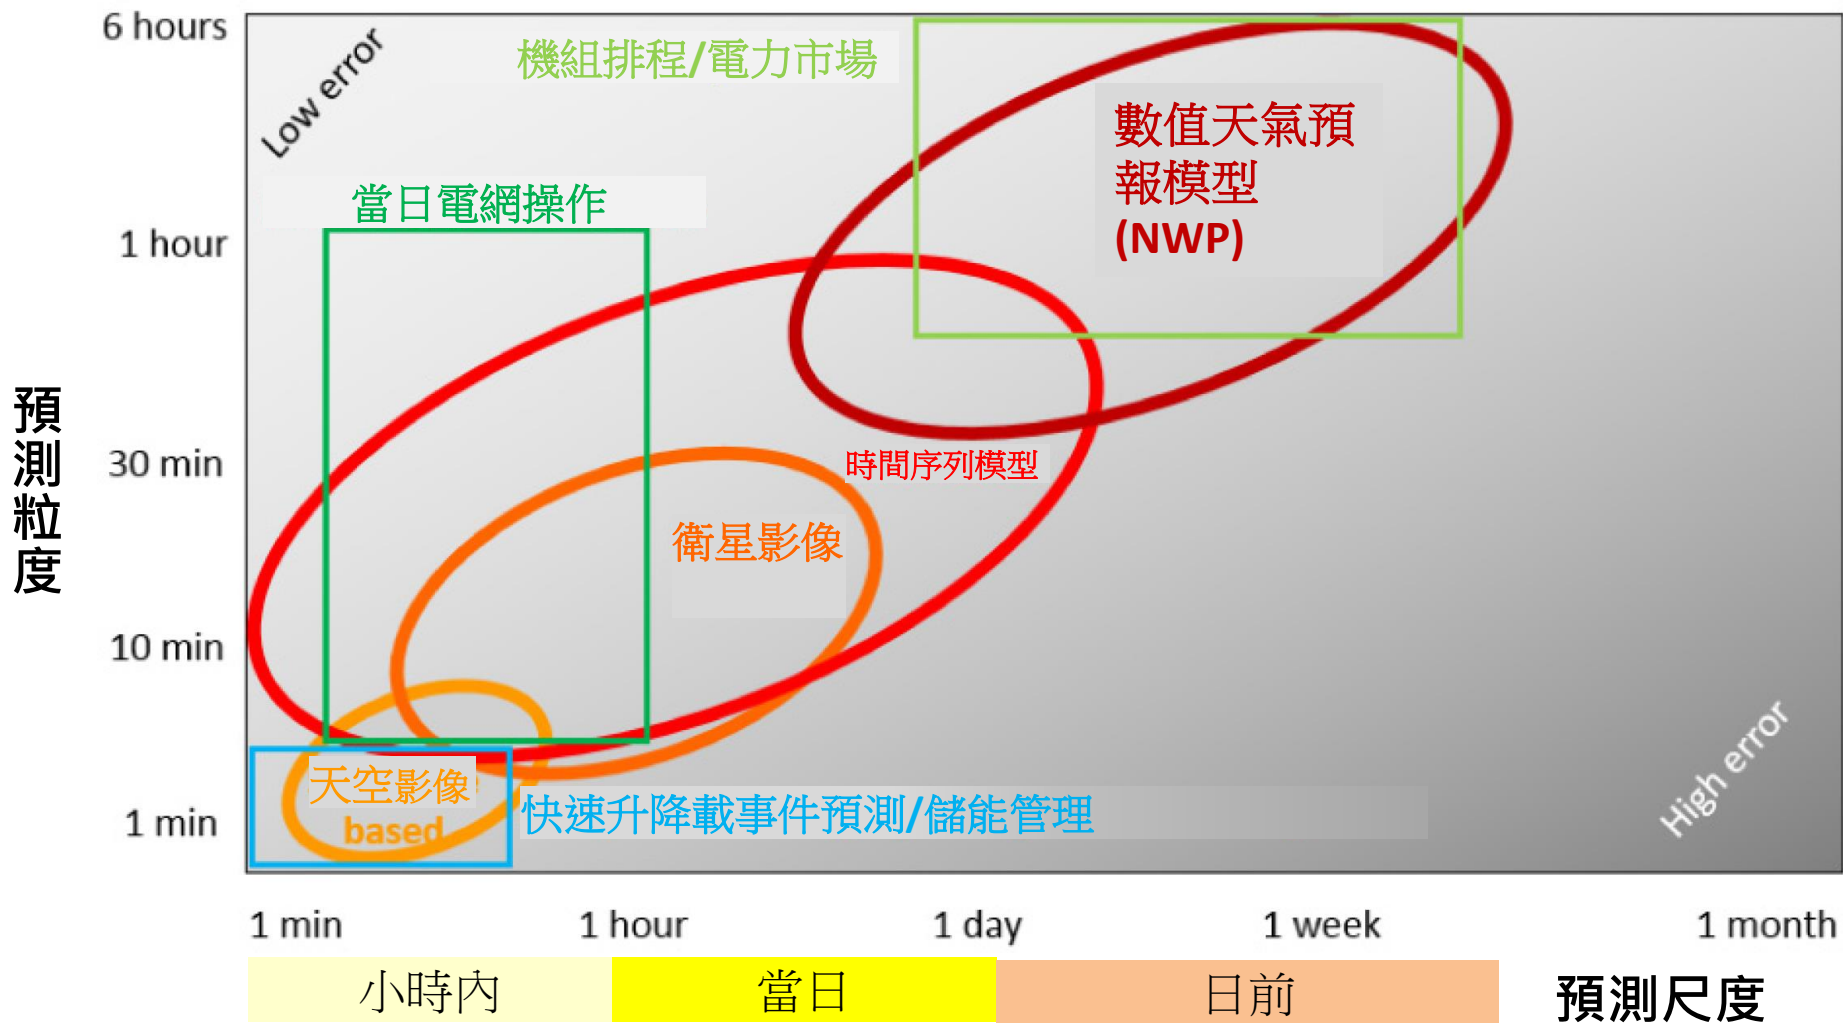 6 hours
Low error
機組排程/電力市場
數值天氣預
報模型
(NWP)
當日電網操作
1 hour
預測粒度
30 min
時間序列模型
衛星影像
10 min
天空影像
based
快速升降載事件預測/儲能管理
1 min
High error
1 min
1 hour
1 day
1 week
1 month
小時內
當日
日前
預測尺度